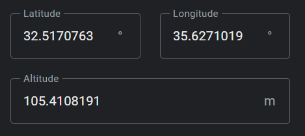 Latitude Longitude
32.5170763 ° 35.6271019 °
Altitude
105.4108191 m